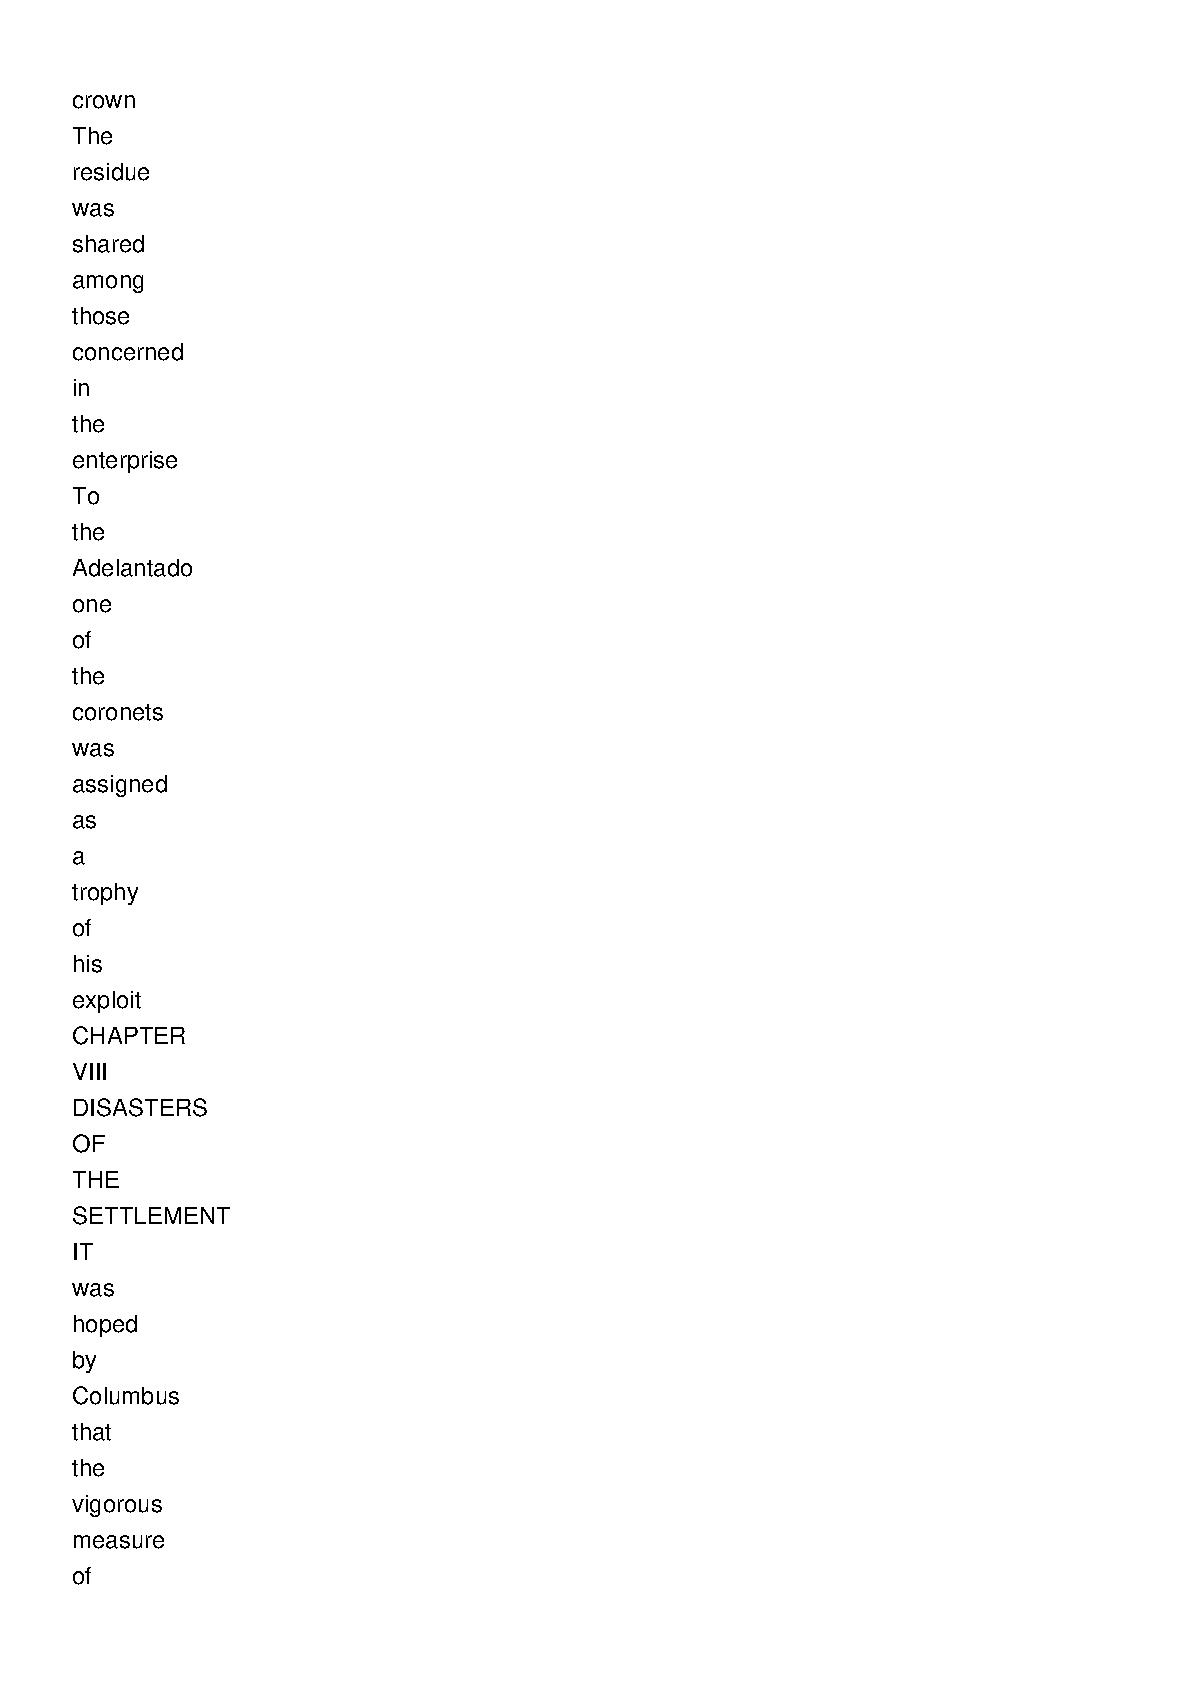 crown
The
residue
was
shared
among
those
concerned
in
the
enterprise
To
the
Adelantado
one
of
the
coronets
was
assigned
as
a
trophy
of
his
exploit
CHAPTER
VIII
DISASTERS
OF
THE
SETTLEMENT
IT
was
hoped
by
Columbus
that
the
vigorous
measure
of